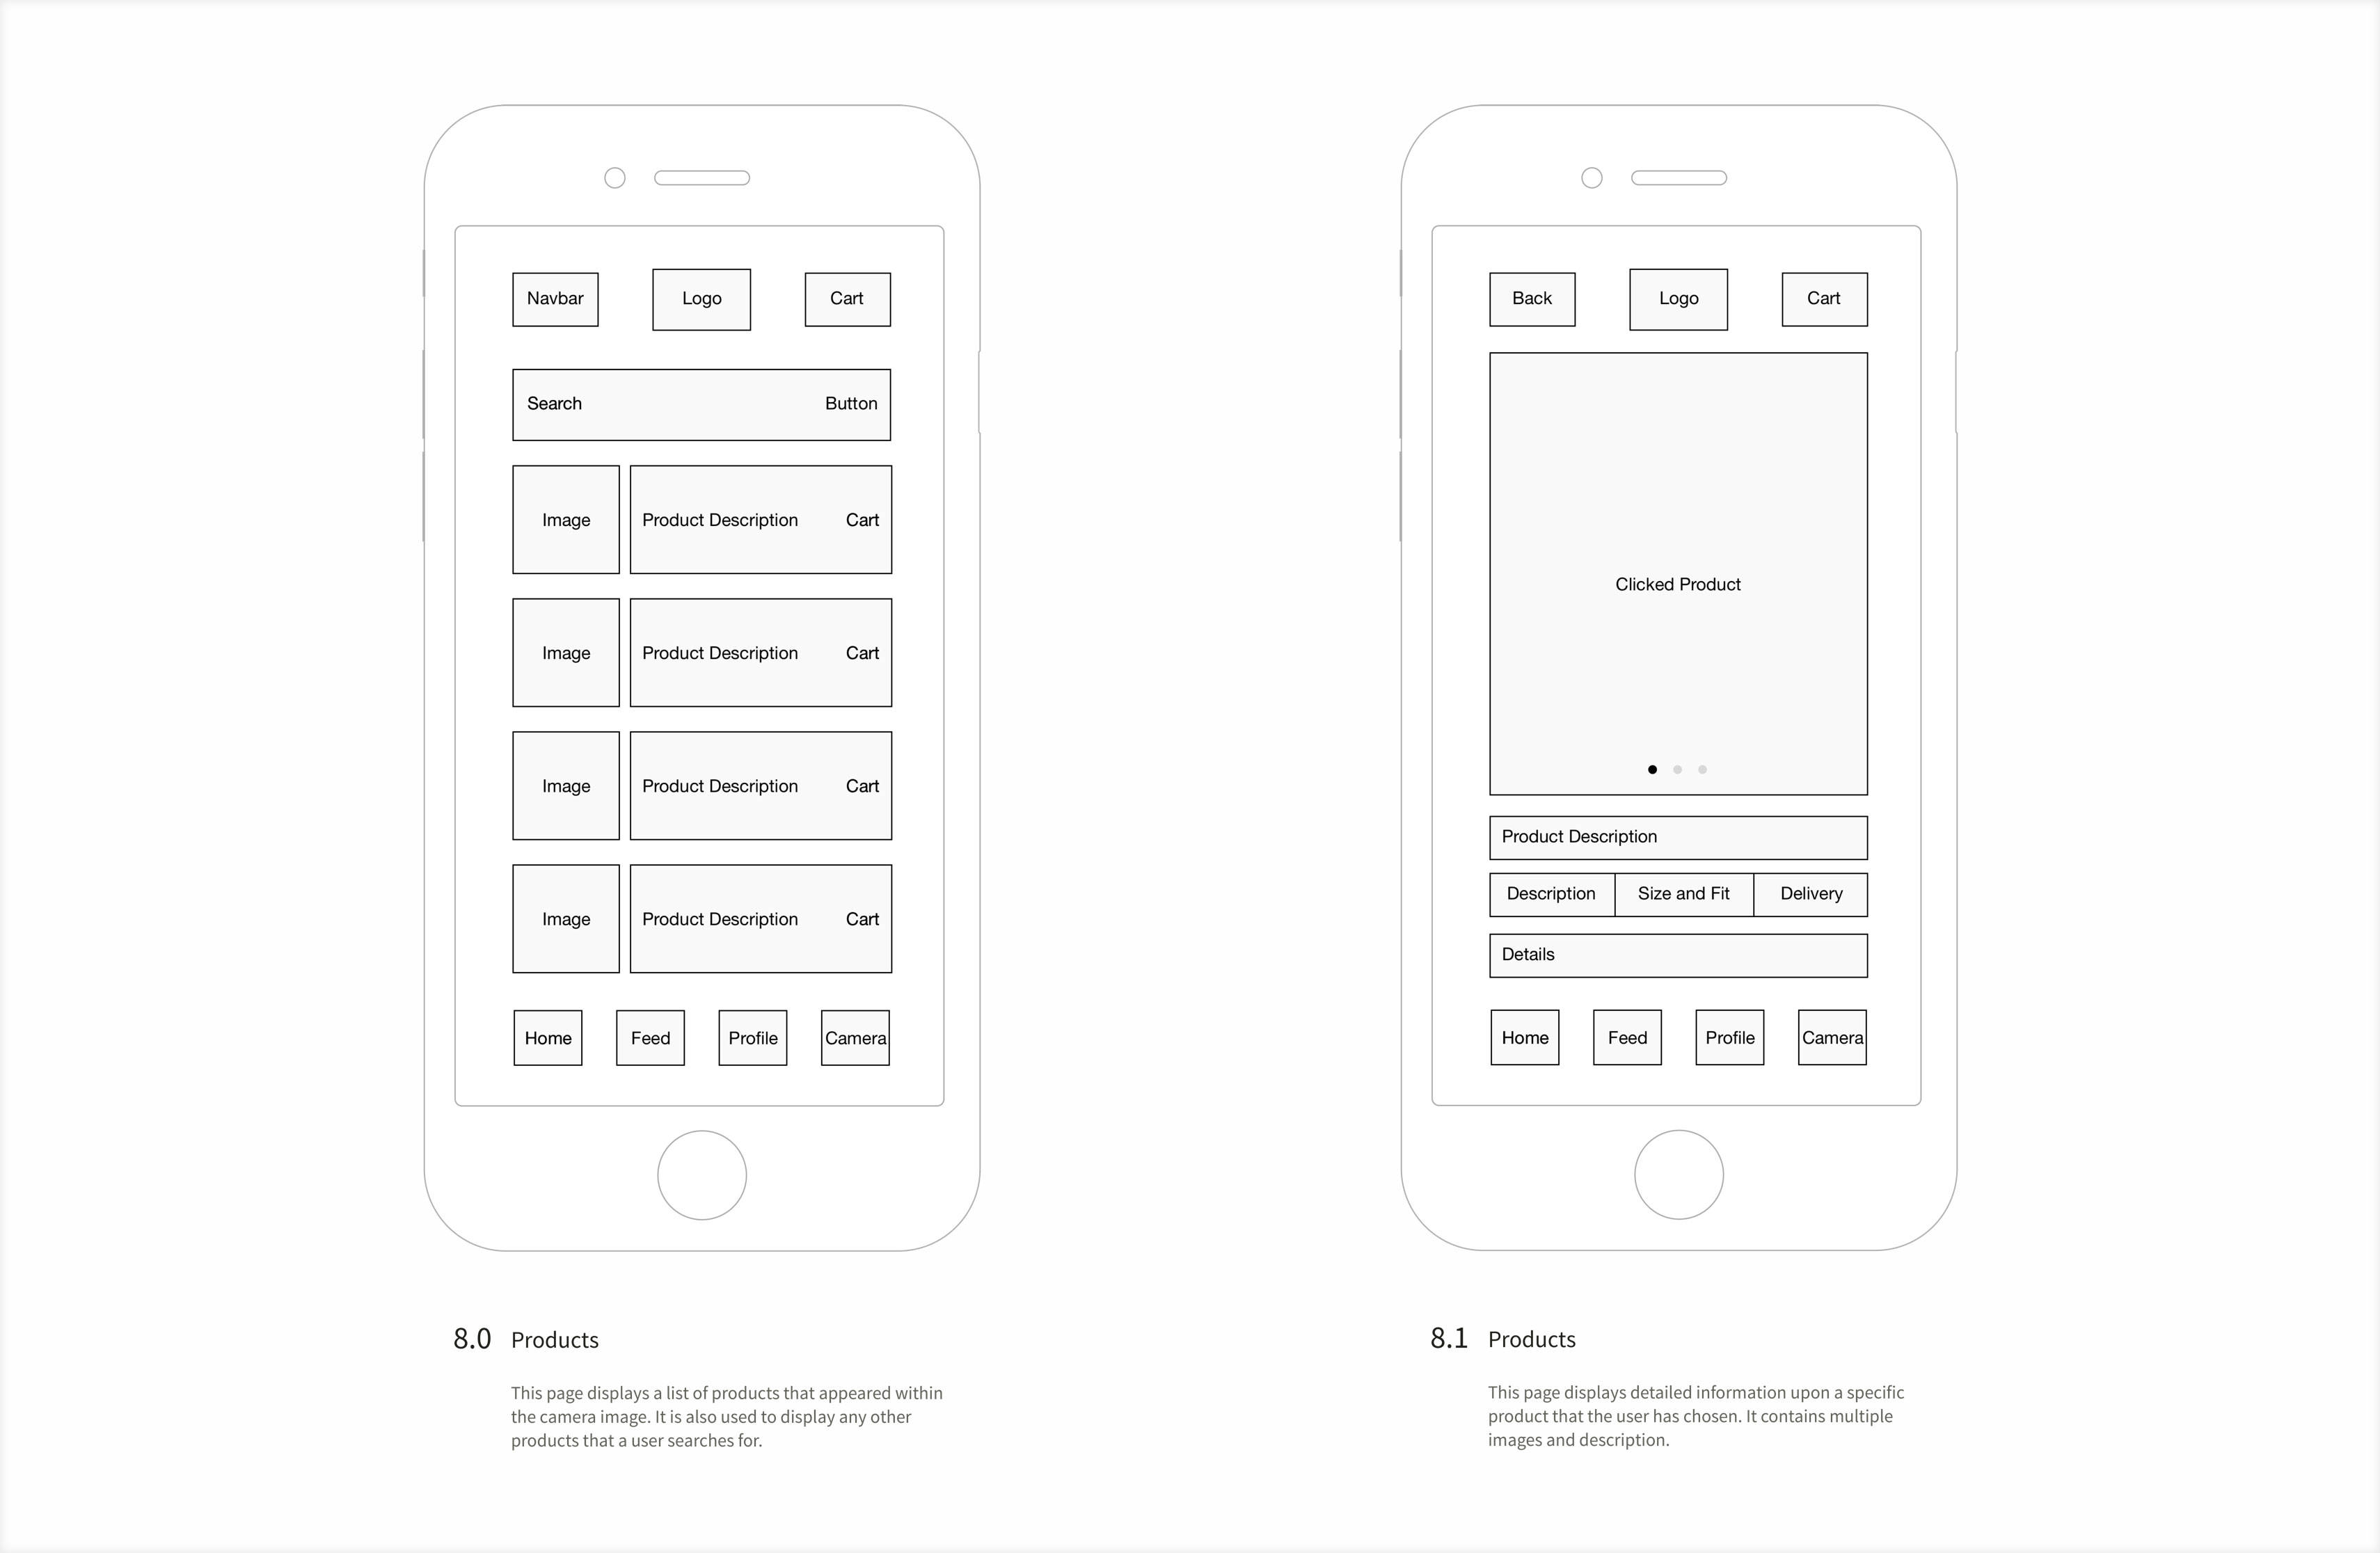 Navbar
Logo
Cart
Search
Button
Image
Product Description
Cart
Image
Product Description
Cart
Image
Product Description
Cart
Image
Product Description
Cart
Home
Feed
Profile
Camera
8.0 Products
This page displays a list of products that appeared within
the camera image. It is also used to display any other
products that a user searches for.
Back
Logo
Cart
Clicked Product
Product Description
Description
Size and Fit
Delivery
Details
Home
Feed
Profile
Camera
8.1 Products
This page displays detailed information upon a specific
product that the user has chosen. It contains multiple
images and description.